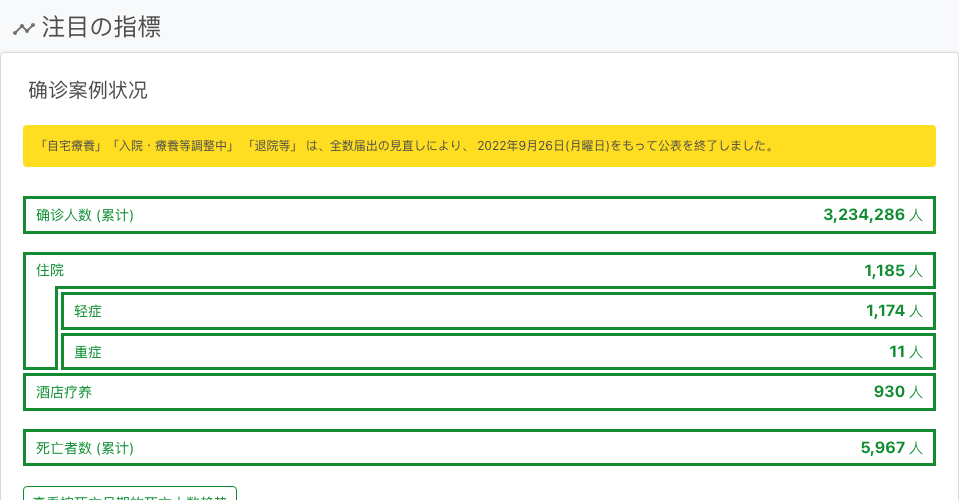 注目の指標
确诊案例状况
「自宅療養」「入院・療養等調整中」 「退院等」 は、全数届出の見直しにより、 2022年9月26日(月曜日)をもって公表を終了しました。
确诊人数 (累计) 3,234,286 人
住院 1,185 人
轻症 1,174 人
重症 11 人
酒店疗养 930 人
死亡者数 (累计) 5,967 人